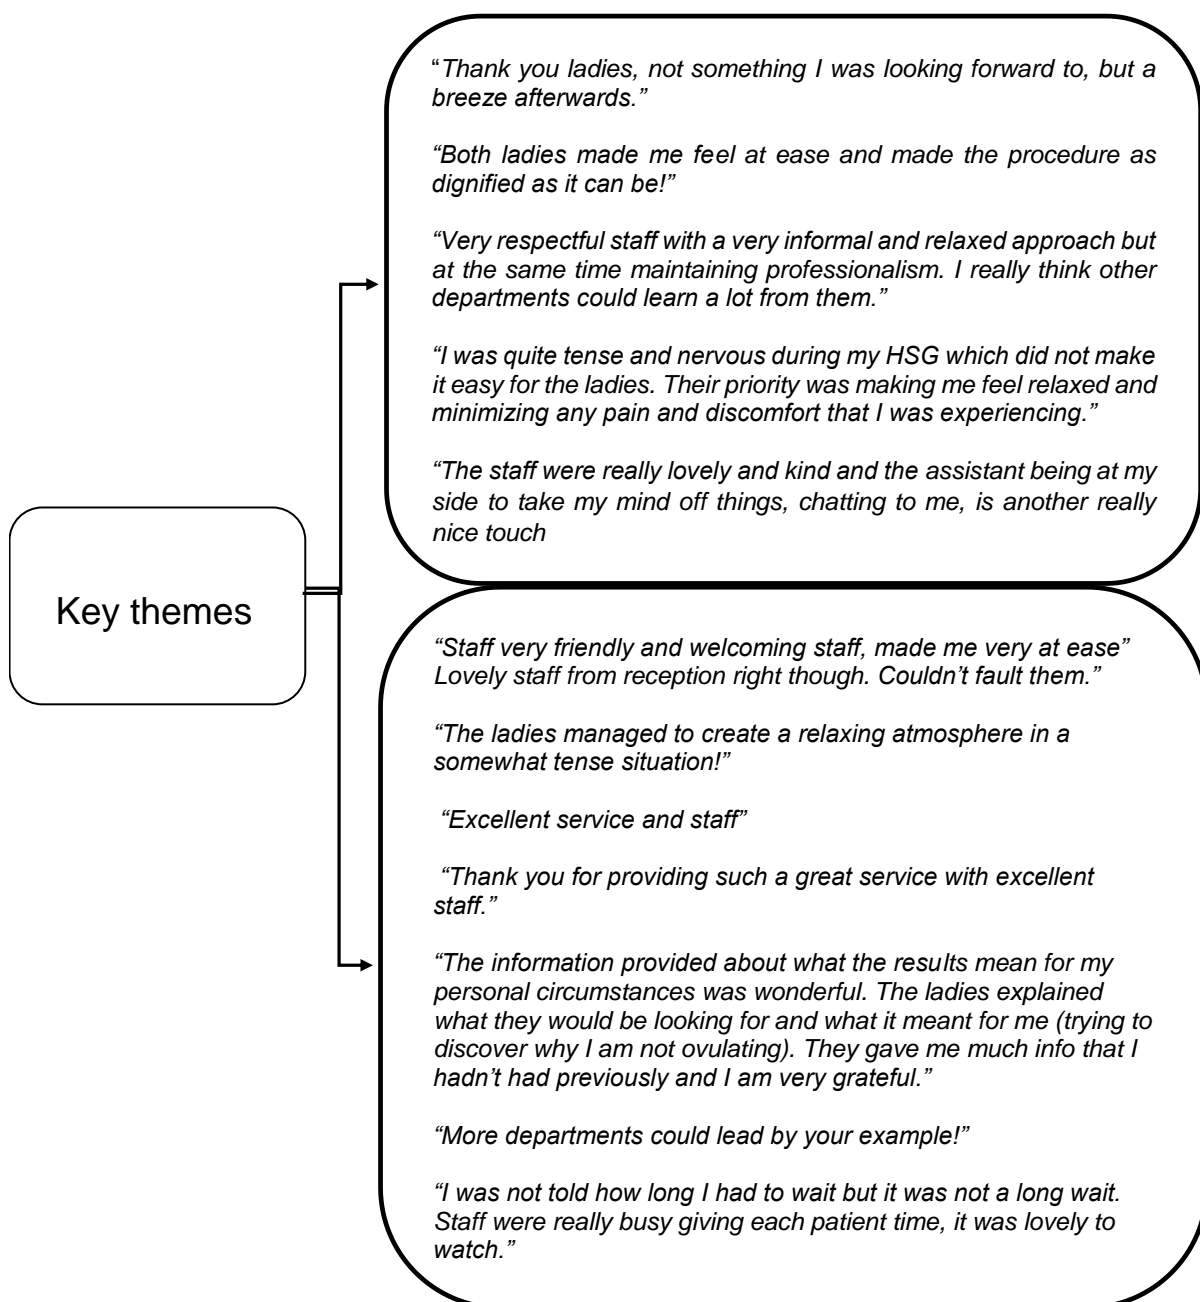 “Thank you ladies, not something I was looking forward to, but a
breeze afterwards.”
“Both ladies made me feel at ease and made the procedure as
dignified as it can be!”
“Very respectful staff with a very informal and relaxed approach but
at the same time maintaining professionalism. I really think other
departments could learn a lot from them.”
“I was quite tense and nervous during my HSG which did not make
it easy for the ladies. Their priority was making me feel relaxed and
minimizing any pain and discomfort that I was experiencing.”
“The staff were really lovely and kind and the assistant being at my
side to take my mind off things, chatting to me, is another really
nice touch
Key themes
“Staff very friendly and welcoming staff, made me very at ease”
Lovely staff from reception right though. Couldn’t fault them.”
“The ladies managed to create a relaxing atmosphere in a
somewhat tense situation!”
“Excellent service and staff”
“Thank you for providing such a great service with excellent
staff.”
“The information provided about what the results mean for my
personal circumstances was wonderful. The ladies explained
what they would be looking for and what it meant for me (trying to
discover why I am not ovulating). They gave me much info that I
hadn’t had previously and I am very grateful.”
“More departments could lead by your example!”
“I was not told how long I had to wait but it was not a long wait.
Staff were really busy giving each patient time, it was lovely to
watch.”